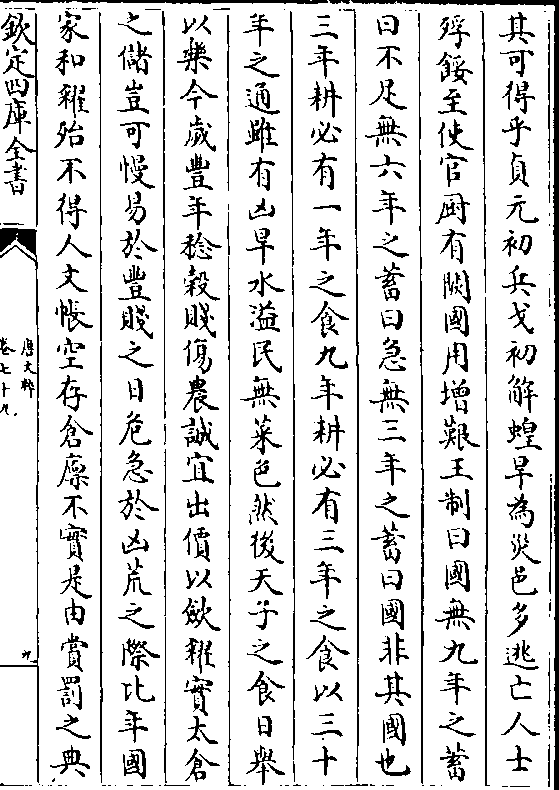 其可得乎貞元初兵戈初解蝗旱為災邑多逃亡人士
殍餒至使官厨有闕國用增艱王制曰國無九年之蓄
曰不足無六年之蓄曰急無三年之蓄曰國非其國也
三年耕必有一年之食九年耕必有三年之食以三十
年之通雖有凶旱水溢民無菜色然後天子之食日舉
以樂今歲豐年稔穀賤傷農誠宜出價以斂糴實太倉
之儲豈可慢易於豐賤之日危急於凶荒之際比年國
家和糴殆不得人文帳空存倉廪不實是由賞罰之典
欽定四庫全書
唐文粹
卷七十九
九